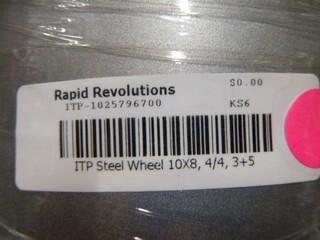 Rapid Revolutions $0.00
ITP-1025796700 KS6
ITP Steel Wheel 10X8, 4/4, 3+5